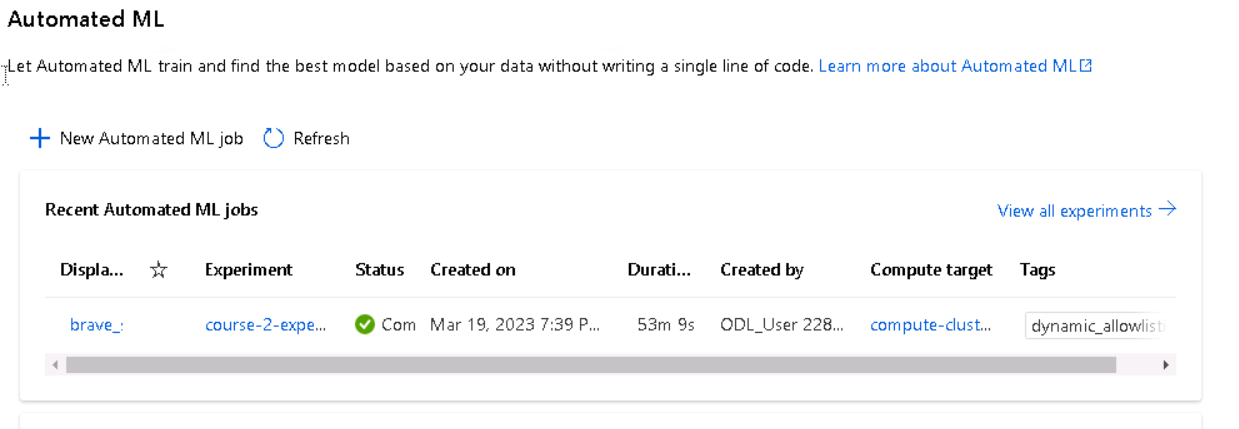 Automated ML
Let Automated ML train and find the best model based on your data without writing a single line of code. Learn more about Automated ML
New Automated ML job Refresh
Recent Automated ML jobs View all experiments
Displa... Experiment Status Created on Durati... Created by Compute target Tags
brave_: course-2-expe... Com Mar 19, 2023 7:39 P... 53m 9s ODL_User 228... compute-clust... dynamic_allowlist